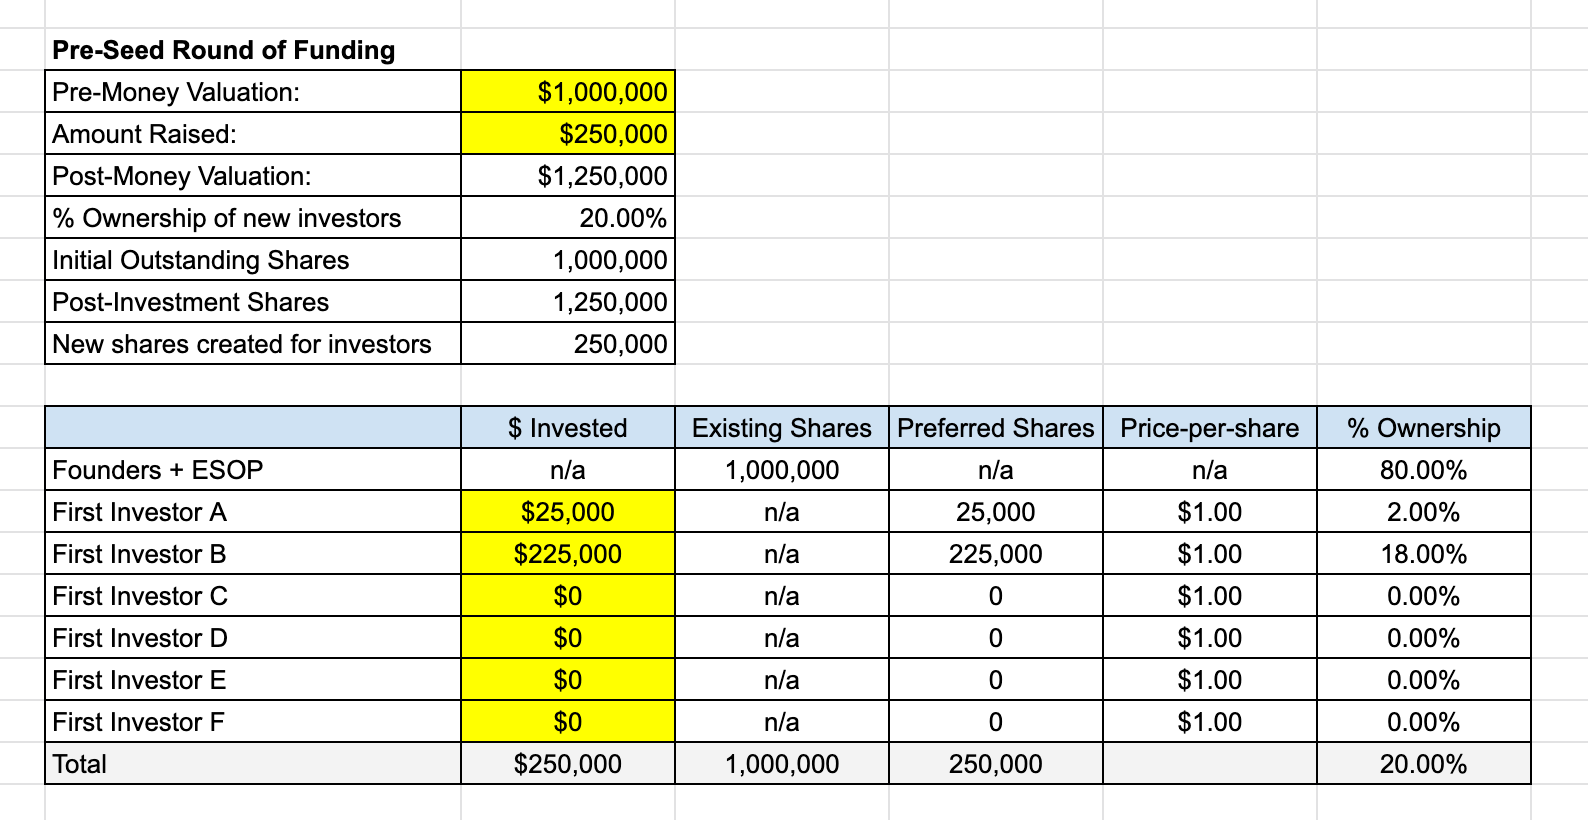 Pre-Seed Round of Funding
Pre-Money Valuation: $1,000,000
Amount Raised: $250,000
Post-Money Valuation: $1,250,000
% Ownership of new investors 20.00%
Initial Outstanding Shares 1,000,000
Post-Investment Shares 1,250,000
New shares created for investors 250,000
$ Invested Existing Shares Preferred Shares Price-per-share % Ownership
Founders + ESOP n/a 1,000,000 n/a n/a 80.00%
First Investor A $25,000 n/a 25,000 $1.00 2.00%
First Investor B $225,000 n/a 225,000 $1.00 18.00%
First Investor C $0 n/a 0 $1.00 0.00%
First Investor D $0 n/a 0 $1.00 0.00%
First Investor E $0 n/a 0 $1.00 0.00%
First Investor F $0 n/a 0 $1.00 0.00%
Total $250,000 1,000,000 250,000 20.00%